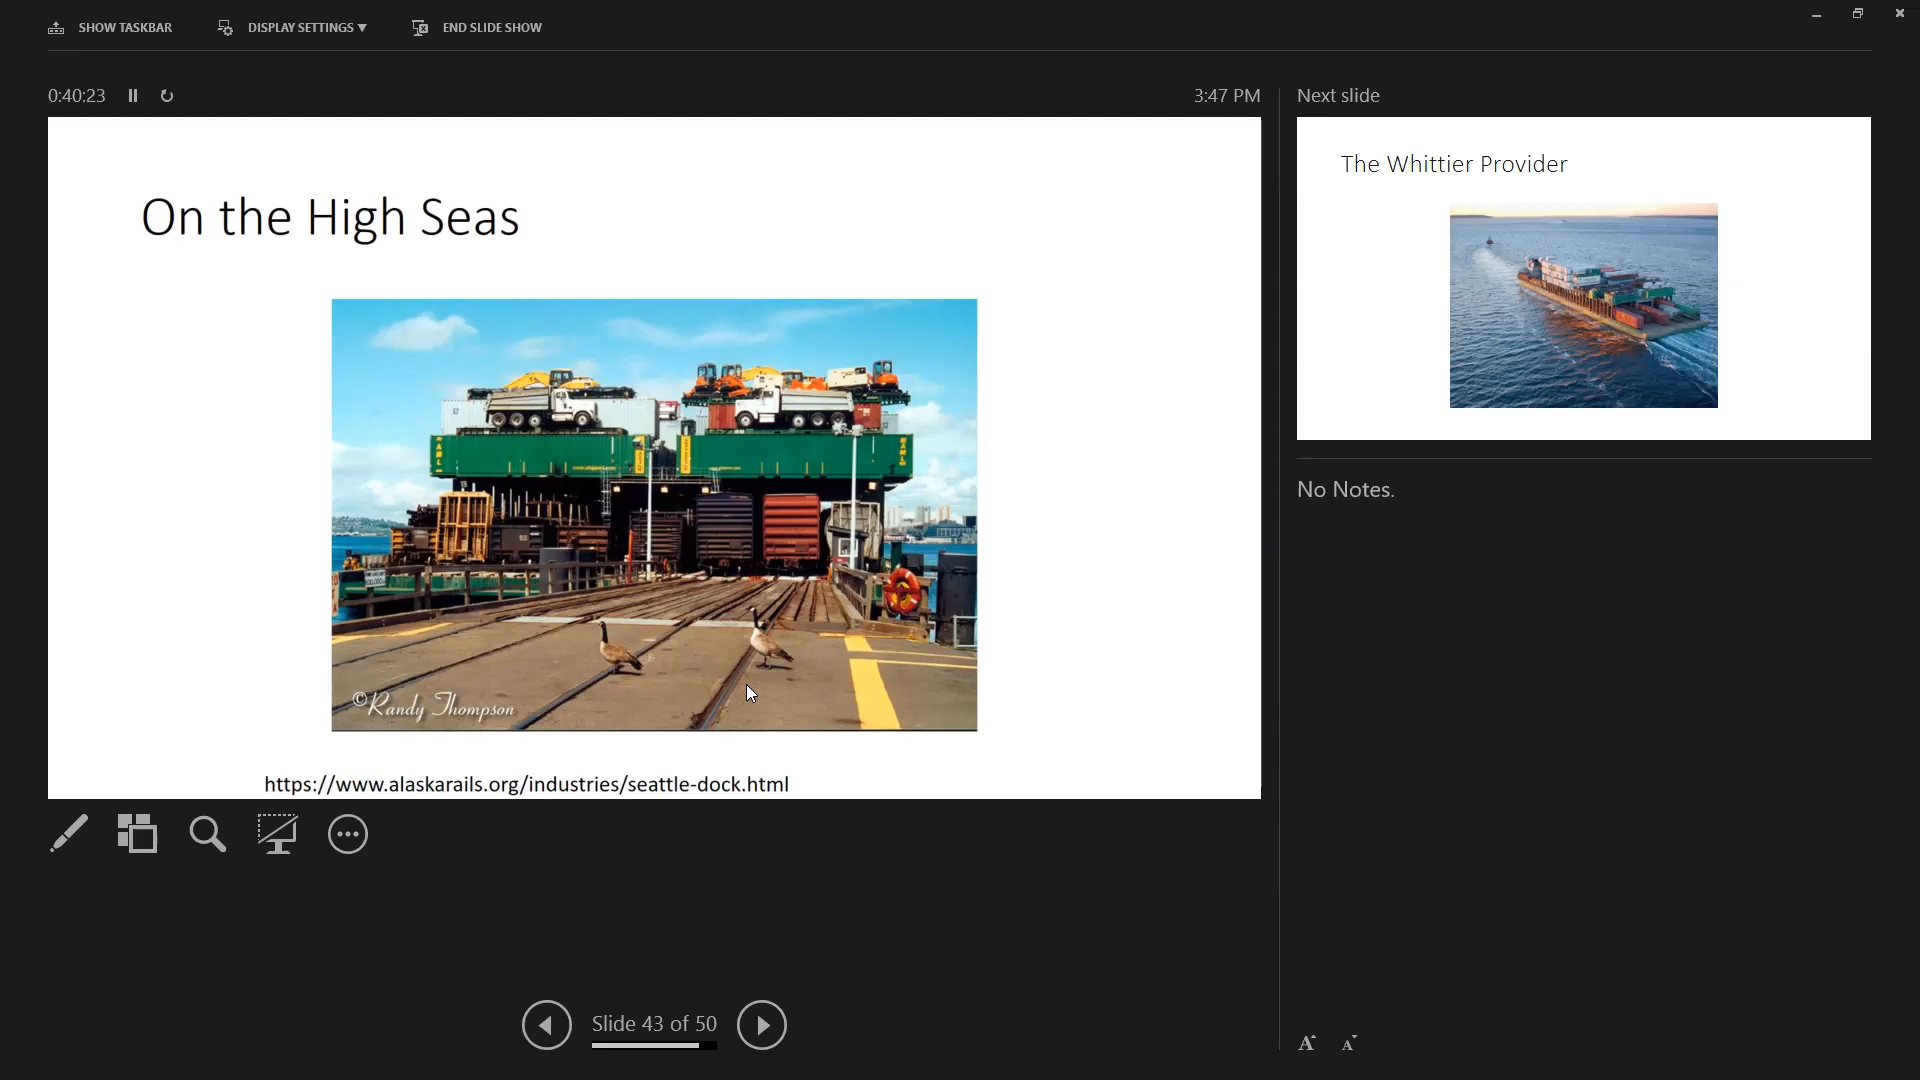 SHOW TASKBAR
DISPLAY SETTINGS ▼
END SLIDE SHOW
0:40:23
3:47 PM
Next slide
On the High Seas
©Randy Thompson
https://www.alaskarails.org/industries/seattle-dock.html
The Whittier Provider
No Notes.
Slide 43 of 50
A
A